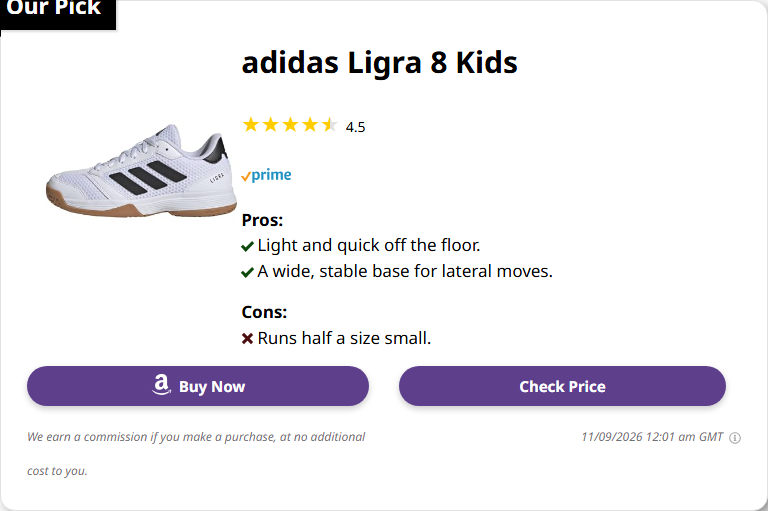 Our Pick
adidas Ligra 8 Kids
4.5
prime
LIGRA
Pros:
Light and quick off the floor.
A wide, stable base for lateral moves.
Cons:
Runs half a size small.
Buy Now
Check Price
We earn a commission if you make a purchase, at no additional
cost to you.
11/09/2026 12:01 am GMT